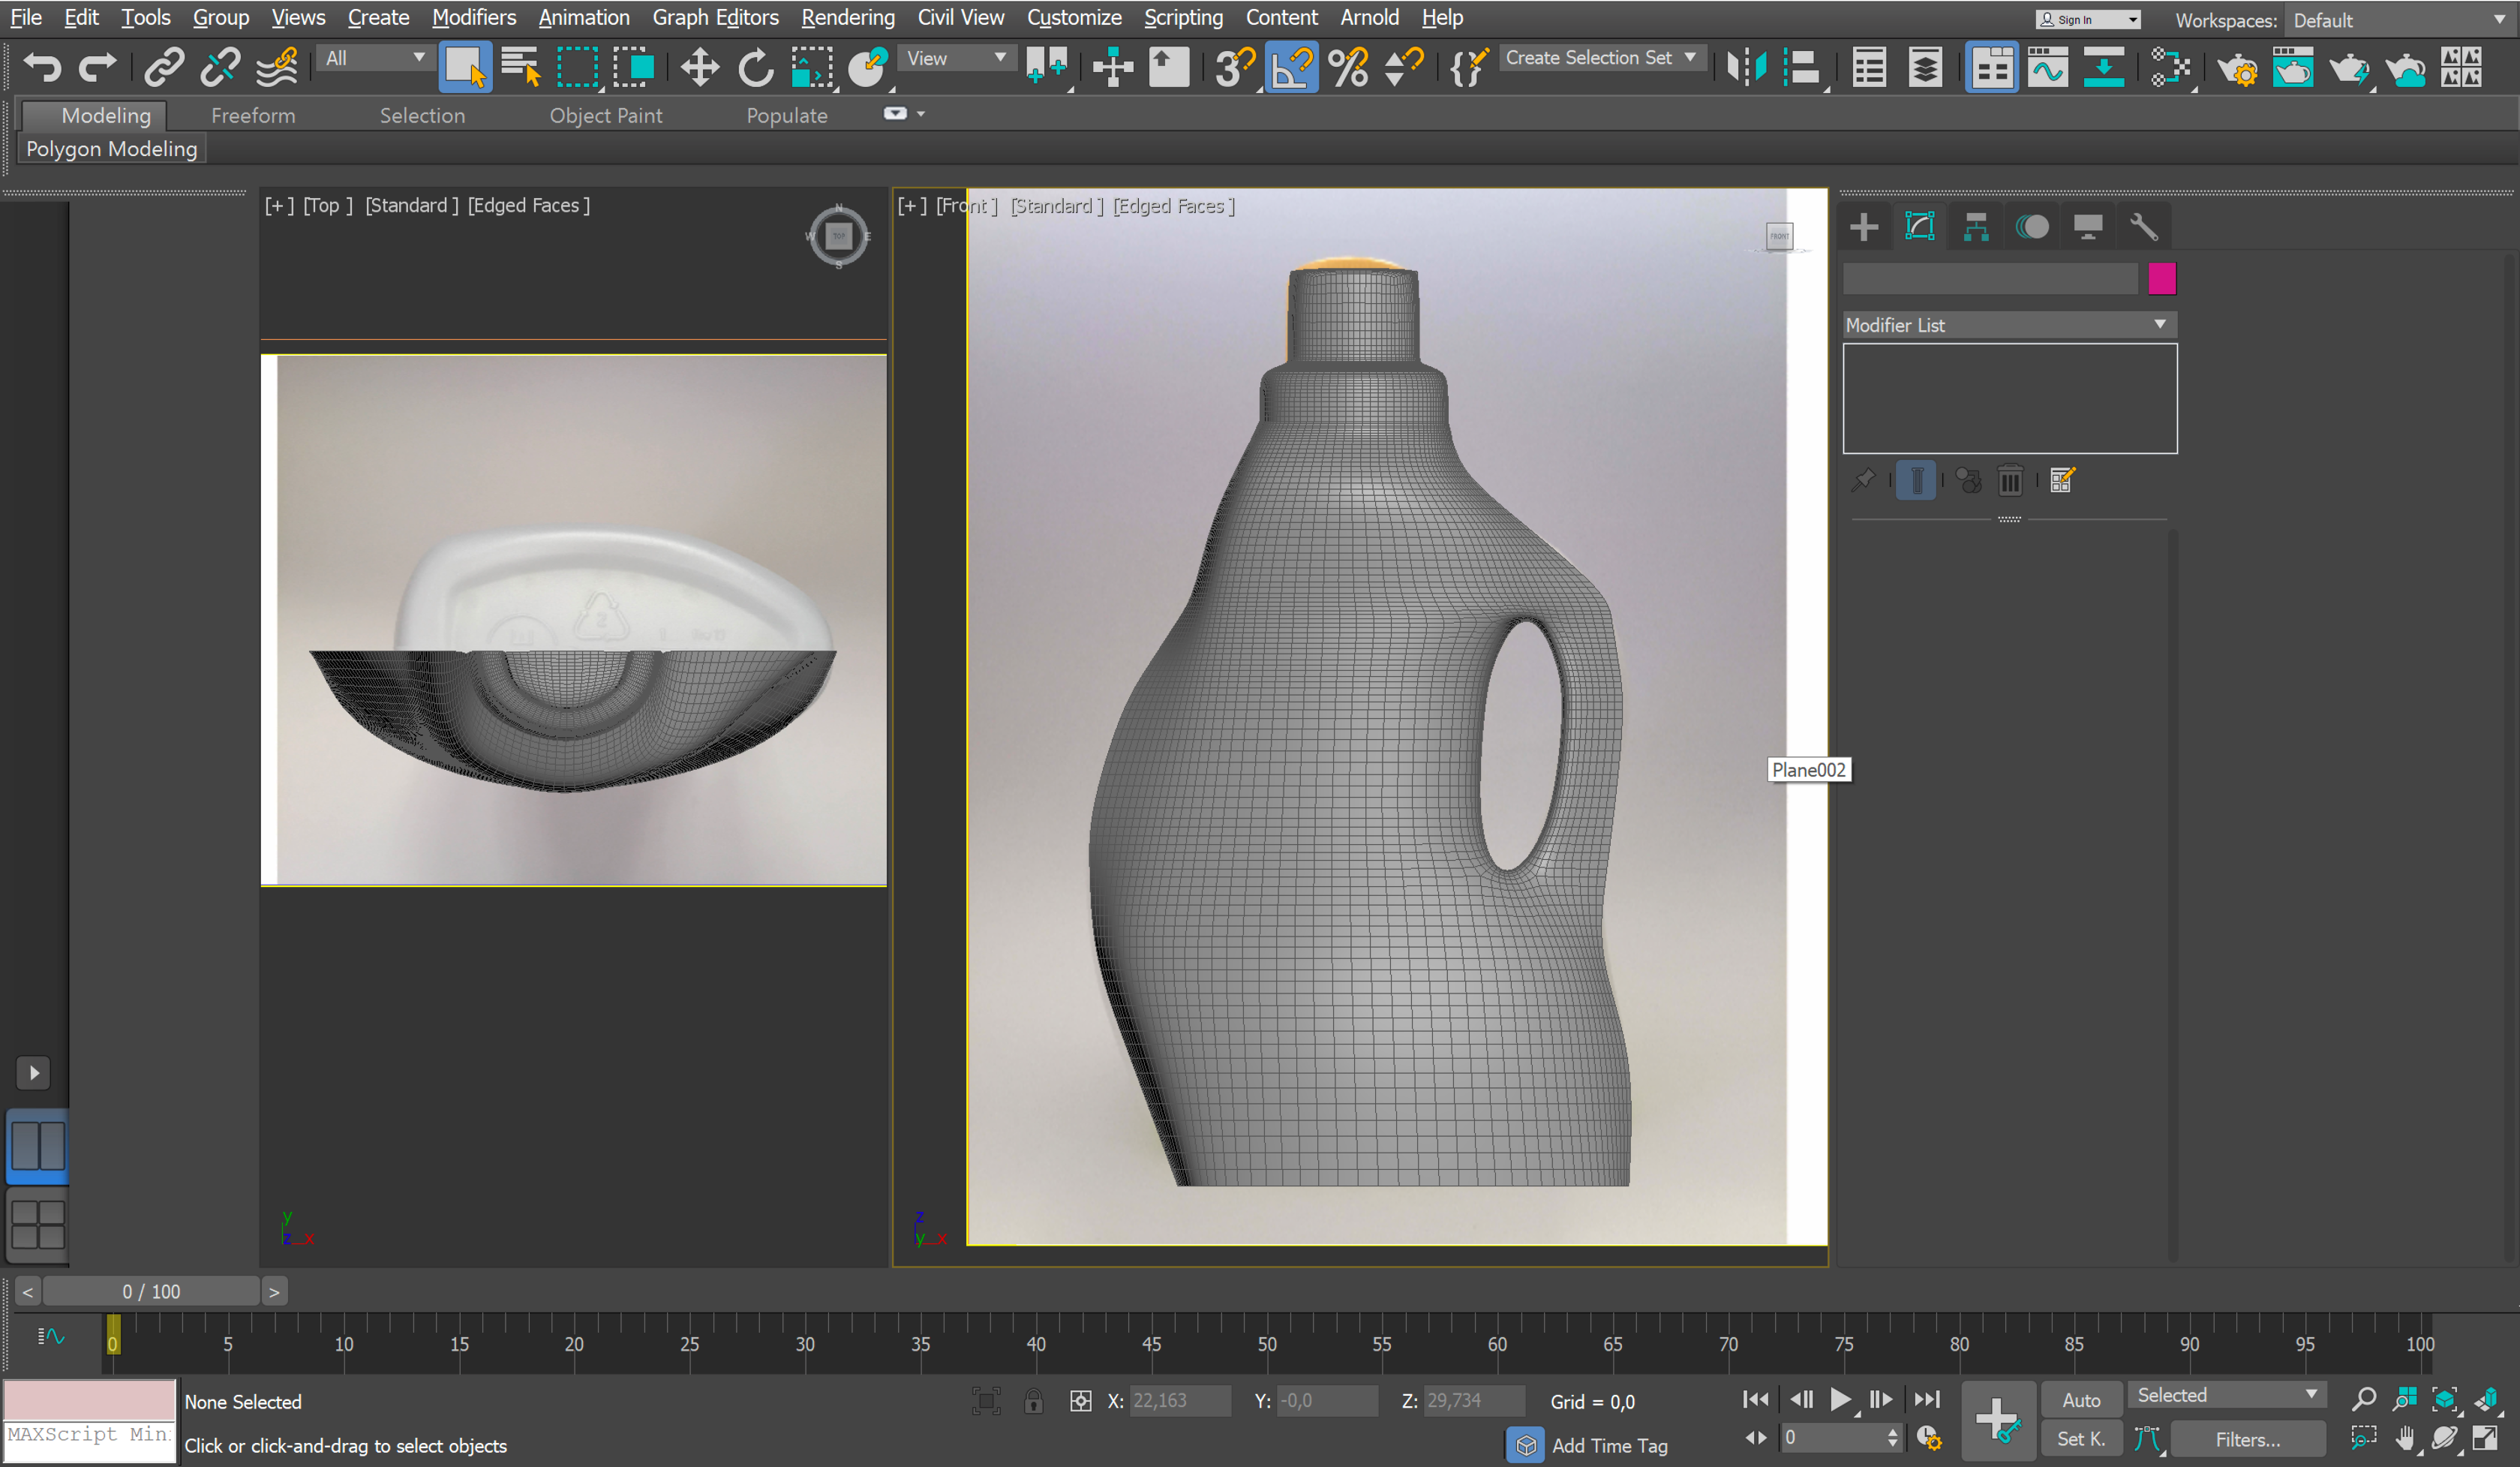 File Edit Tools Group Views Create Modifiers Animation Graph Editors Rendering Civil View Customize Scripting Content Arnold Help
Sign In
Workspaces: Default
All
View
Create Selection Set
Modeling Freeform Selection Object Paint Populate
Polygon Modeling
[+] [Top] [Standard] [Edged Faces]
N
W TOP E
S
[+] [Front] [Standard] [Edged Faces]
FRONT
Modifier List
Plane002
y
z x
z
y x
< 0 / 100 >
0 5 10 15 20 25 30 35 40 45 50 55 60 65 70 75 80 85 90 95 100
None Selected
X: 22,163 Y: -0,0 Z: 29,734 Grid = 0,0
Auto Selected
MAXScript Min
Click or click-and-drag to select objects
Add Time Tag
0
Set K. Filters...